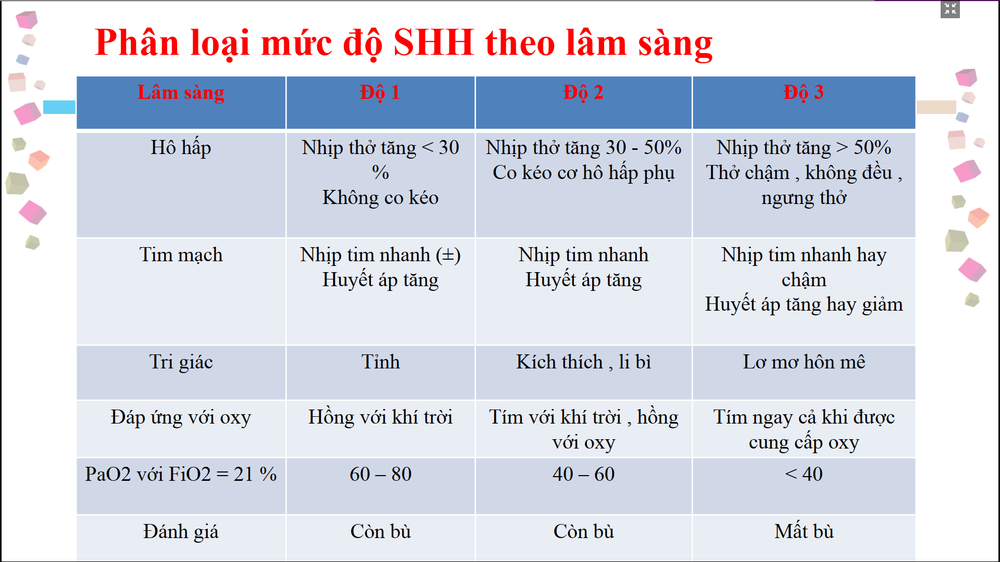 Phân loại mức độ SHH theo lâm sàng
Lâm sàng
Độ 1
Độ 2
Độ 3
Hô hấp
Nhịp thở tăng < 30
%
Không co kéo
Nhịp thở tăng 30 - 50%
Co kéo cơ hô hấp phụ
Nhịp thở tăng > 50%
Thở chậm , không đều ,
ngưng thở
Tim mạch
Nhịp tim nhanh (±)
Huyết áp tăng
Nhịp tim nhanh
Huyết áp tăng
Nhịp tim nhanh hay
chậm
Huyết áp tăng hay giảm
Tri giác
Tỉnh
Kích thích , li bì
Lơ mơ hôn mê
Đáp ứng với oxy
Hồng với khí trời
Tím với khí trời , hồng
với oxy
Tím ngay cả khi được
cung cấp oxy
PaO2 với FiO2 = 21 %
60 – 80
40 – 60
< 40
Đánh giá
Còn bù
Còn bù
Mất bù